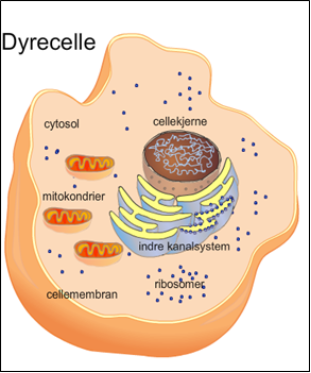 Dyrecelle
cellekjerne
cytosol
mitokondrier
indre kanalsystem
ribosomer
cellemembran